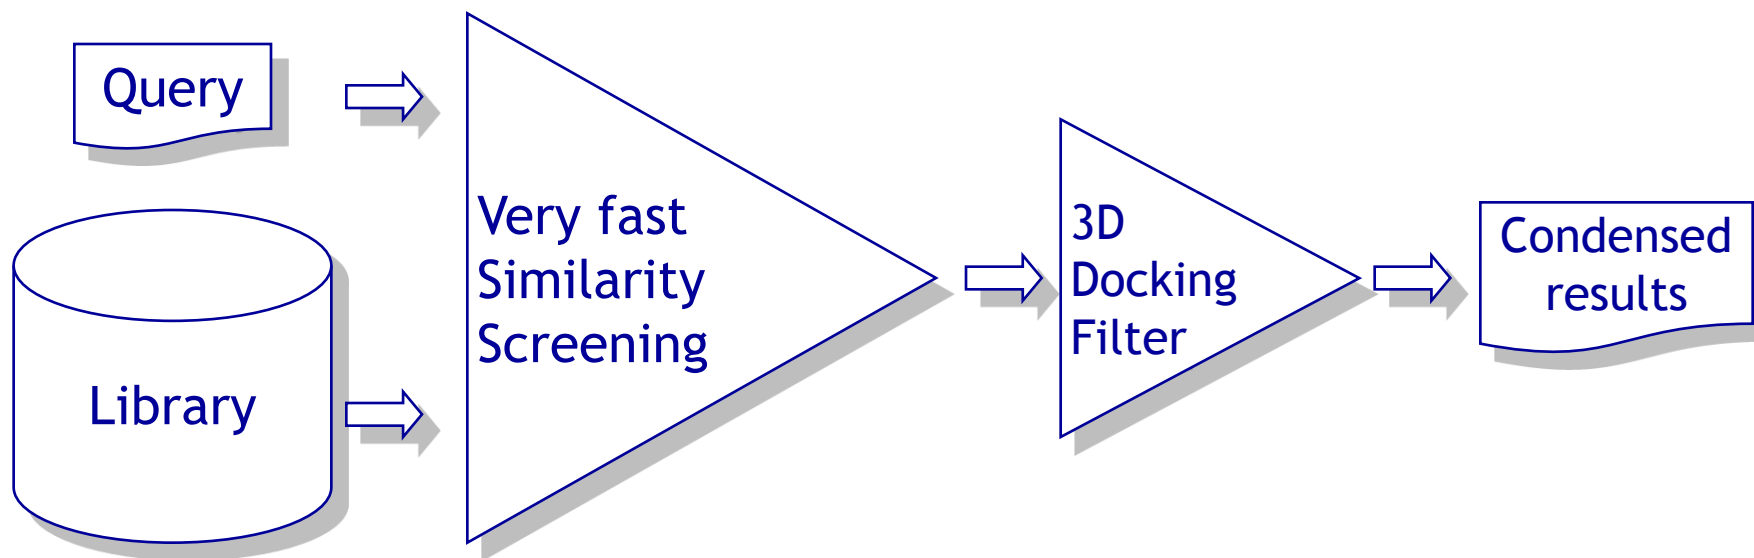 Query
Library
Very fast
Similarity
Screening
3D
Docking
Filter
Condensed
results